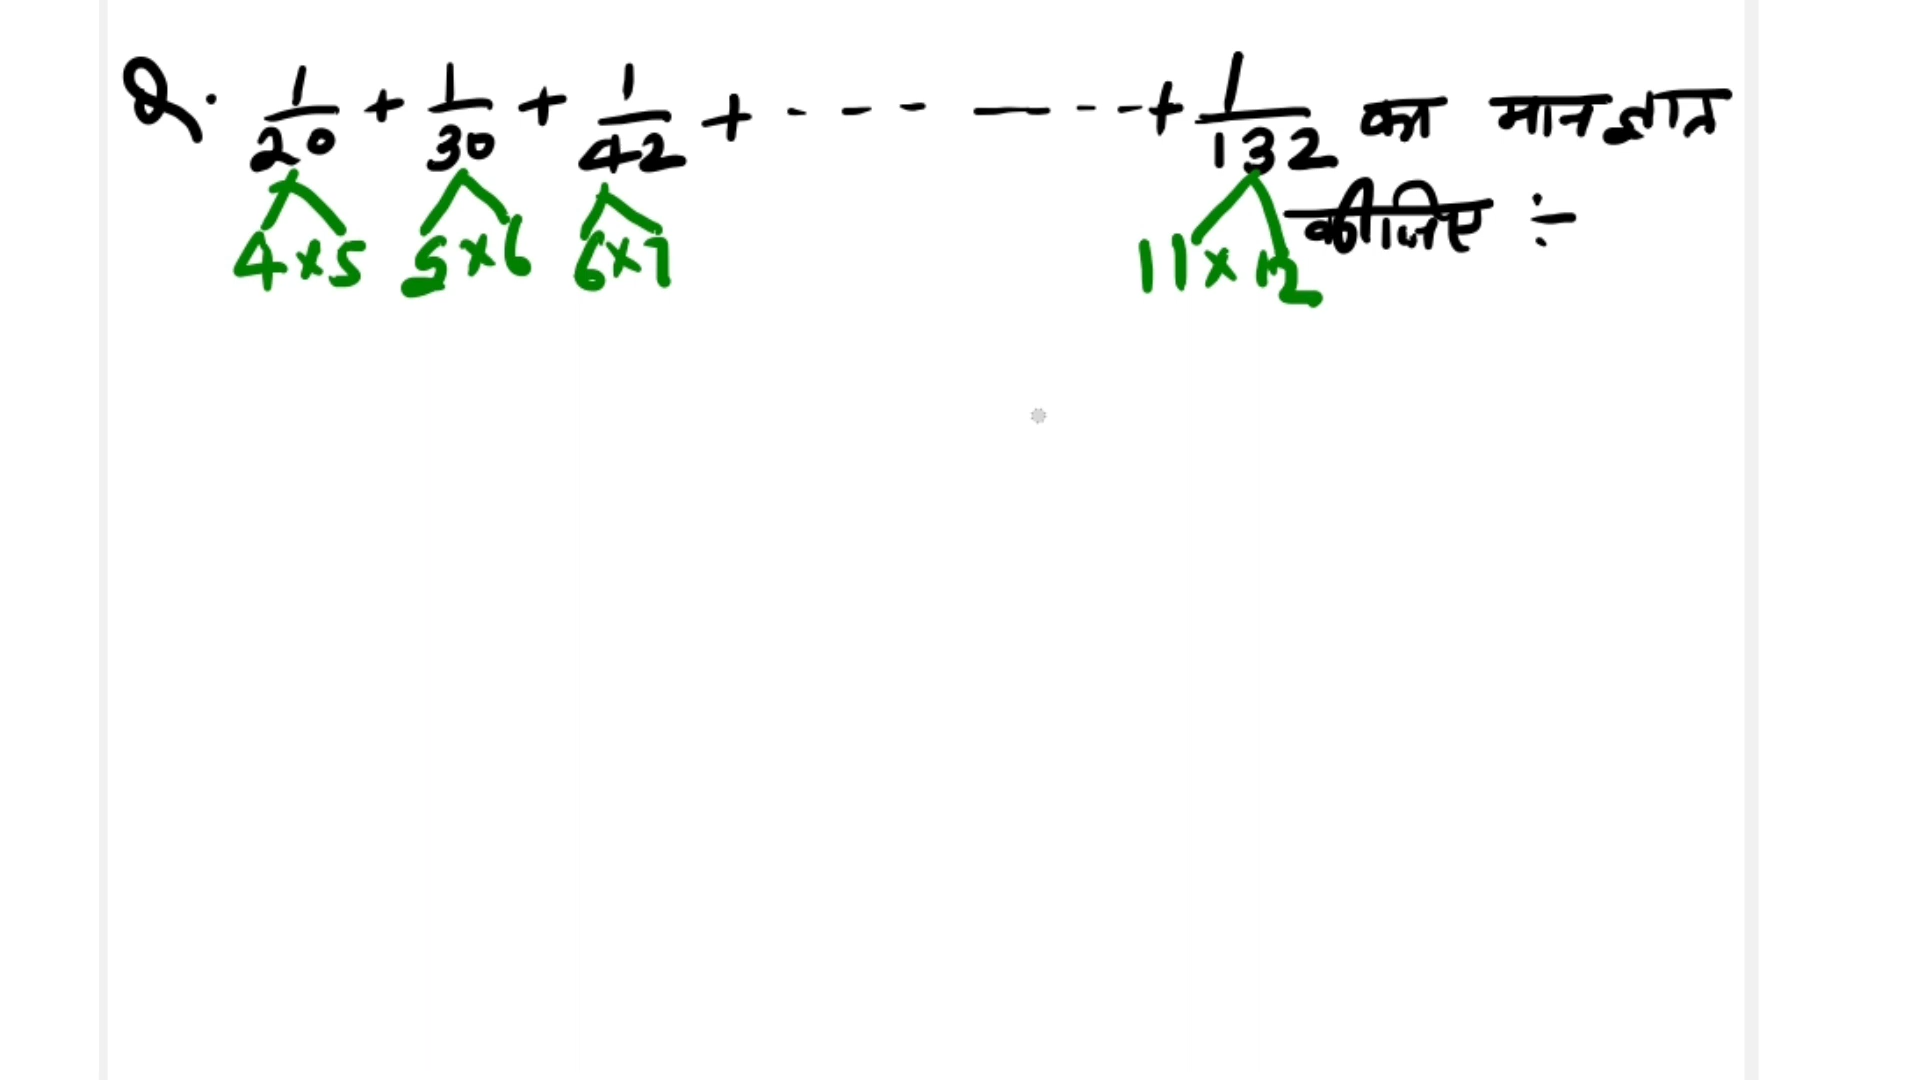 Q. 1/20 + 1/30 + 1/42 + - - - - - - - + 1/132 का मान ज्ञात
कीजिए ÷
4×5 5×6 6×7 11×12